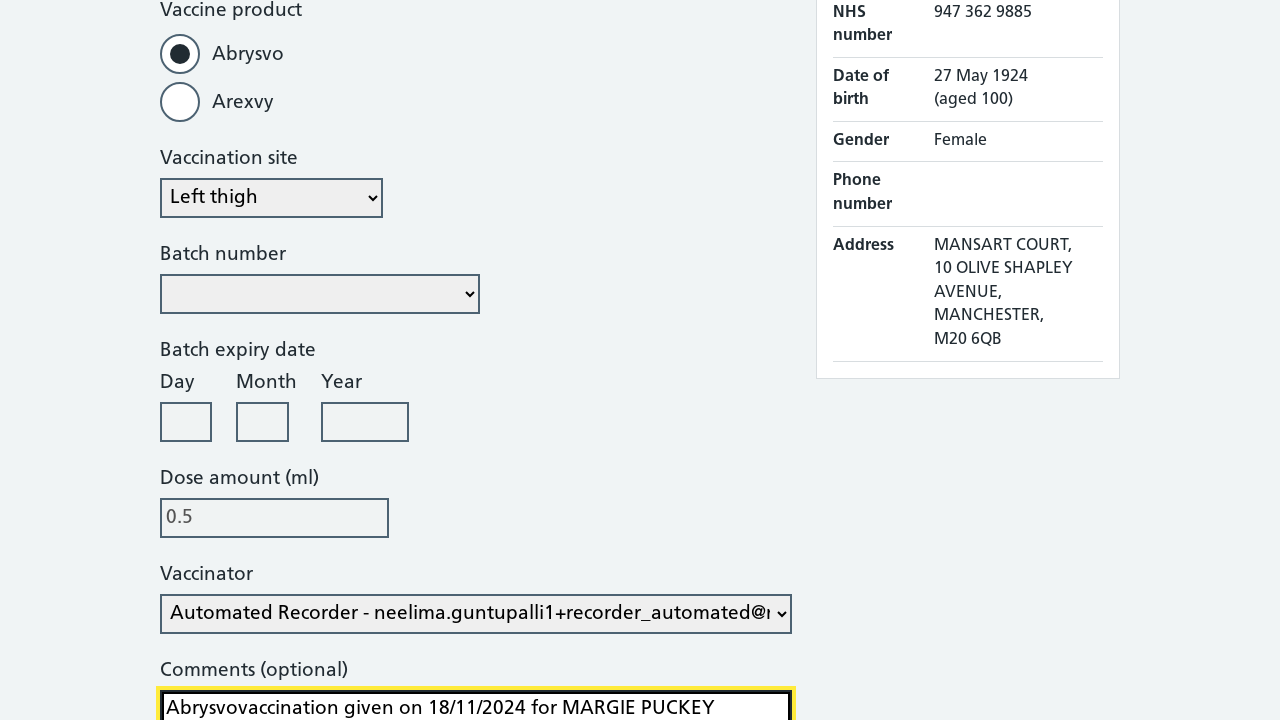 Vaccine product
Abrysvo
Arexvy
Vaccination site
Left thigh
Batch number
Batch expiry date
Day Month Year
Dose amount (ml)
0.5
Vaccinator
Automated Recorder - neelima.guntupalli1+recorder_automated@
Comments (optional)
Abrysvovaccination given on 18/11/2024 for MARGIE PUCKEY
NHS number 947 362 9885
Date of birth 27 May 1924 (aged 100)
Gender Female
Phone number
Address MANSART COURT,
10 OLIVE SHAPLEY
AVENUE,
MANCHESTER,
M20 6QB